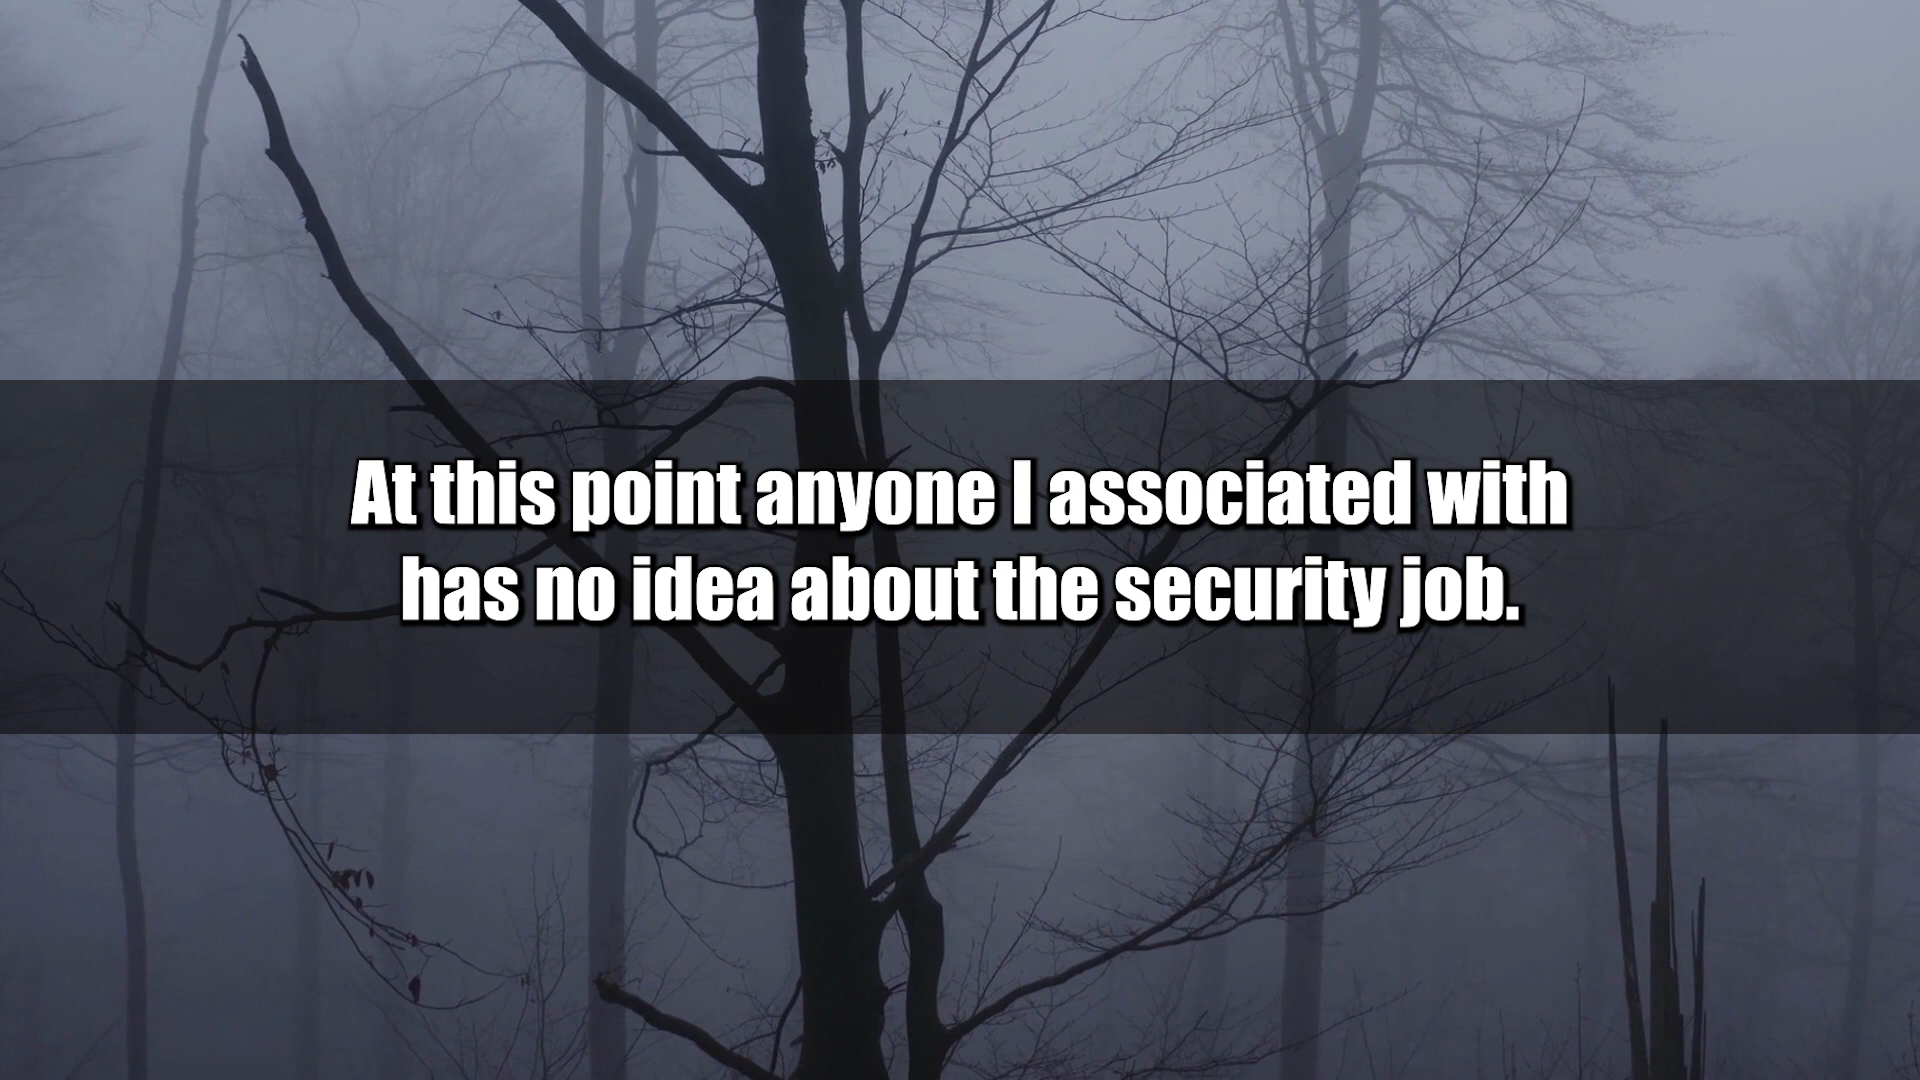 At this point anyone I associated with
has no idea about the security job.